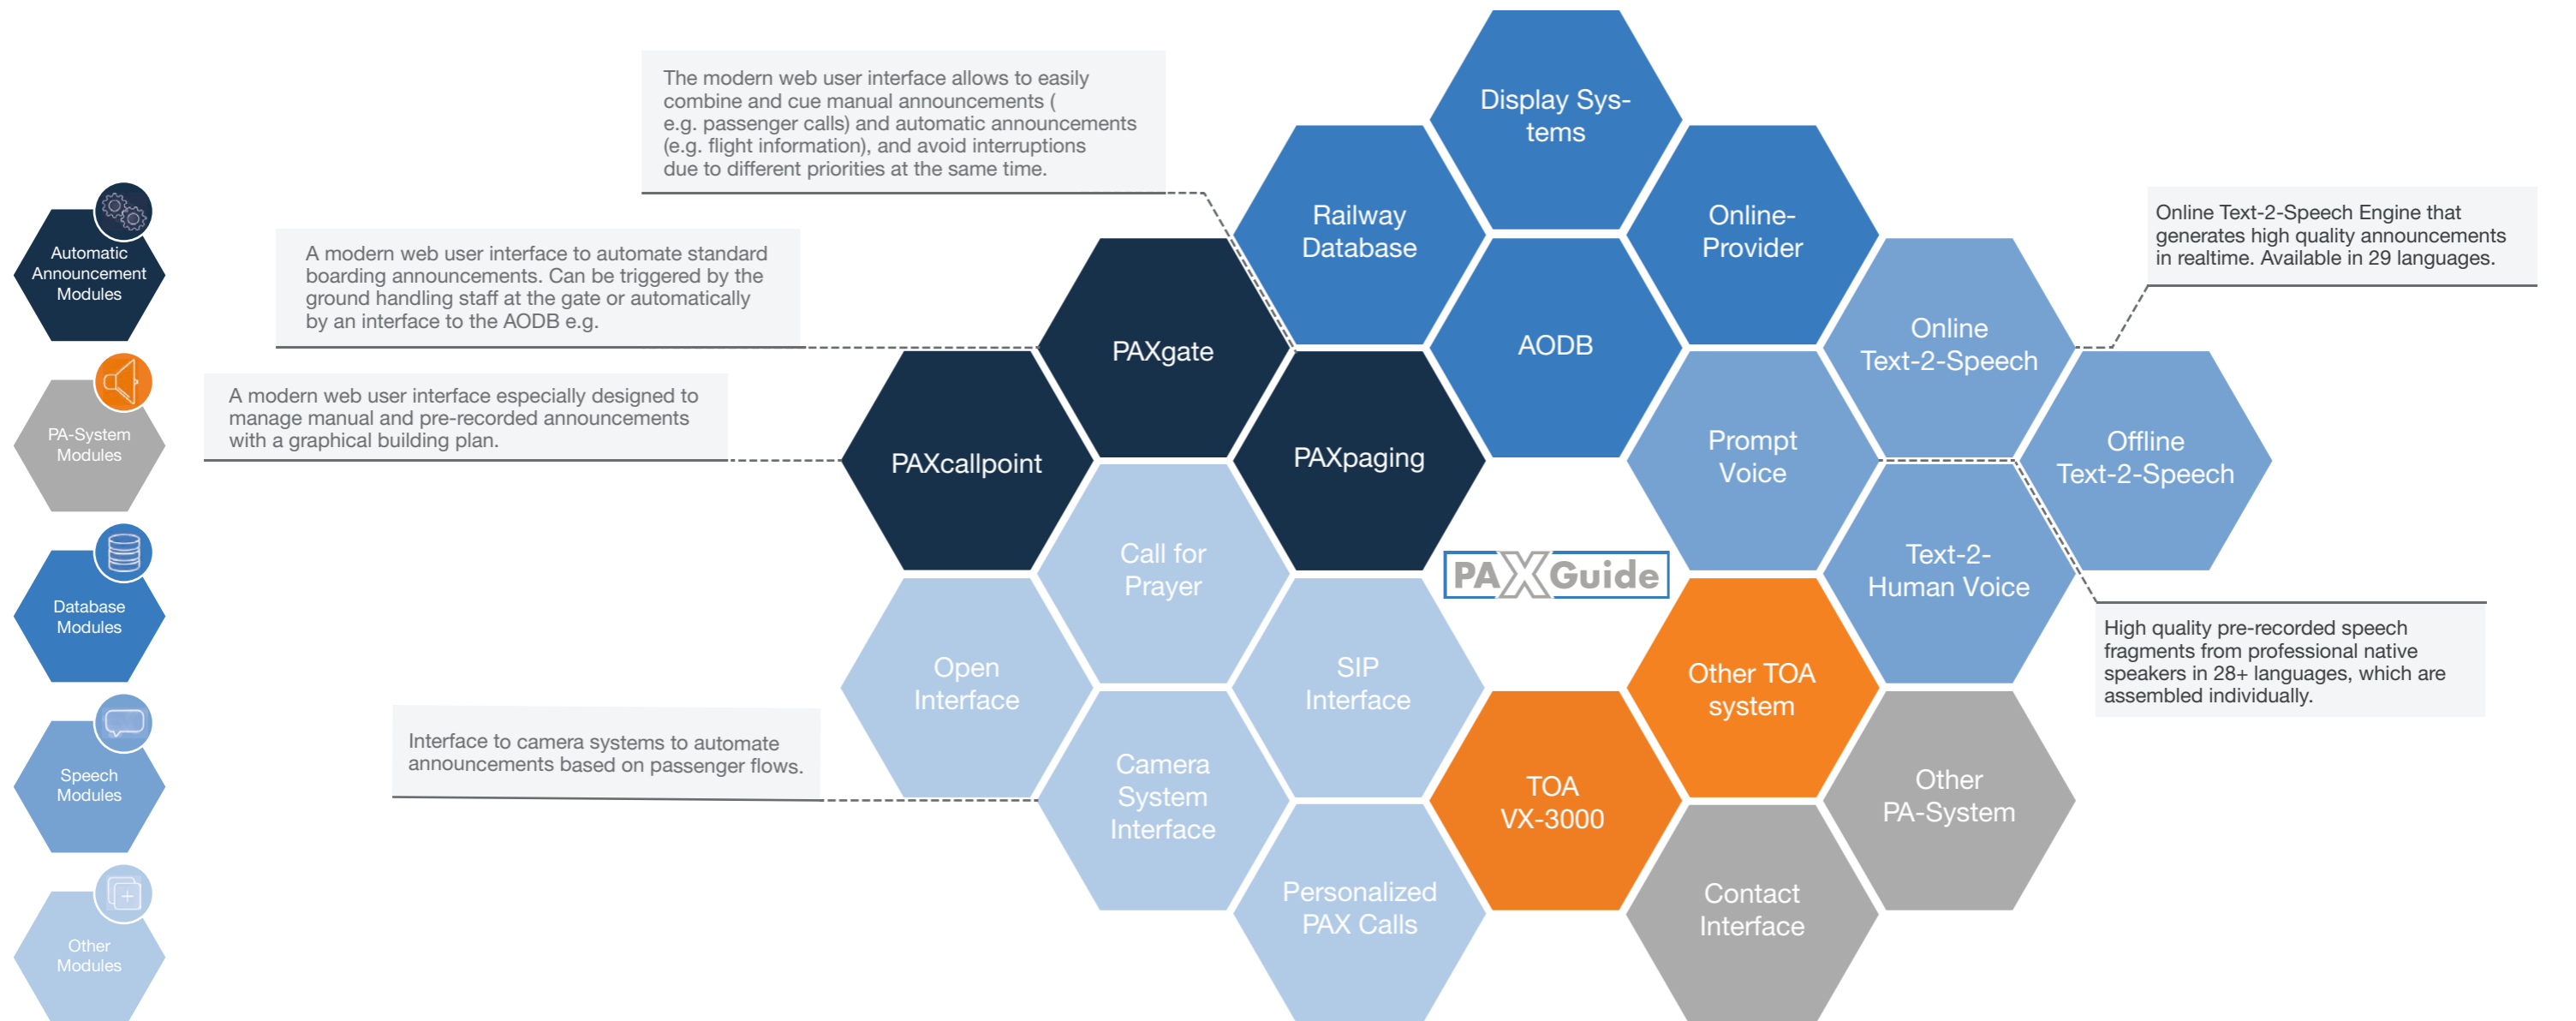 Automatic
Announcement
Modules
PA-System
Modules
Database
Modules
Speech
Modules
Other
Modules
The modern web user interface allows to easily
combine and cue manual announcements (
e.g. passenger calls) and automatic announcements
(e.g. flight information), and avoid interruptions
due to different priorities at the same time.
A modern web user interface to automate standard
boarding announcements. Can be triggered by the
ground handling staff at the gate or automatically
by an interface to the AODB e.g.
A modern web user interface especially designed to
manage manual and pre-recorded announcements
with a graphical building plan.
Interface to camera systems to automate
announcements based on passenger flows.
Display Sys-
tems
Railway
Database
Online-
Provider
AODB
PAXgate
PAXcallpoint
PAXpaging
Online
Text-2-Speech
Offline
Text-2-Speech
Prompt
Voice
Text-2-
Human Voice
Call for
Prayer
PAXGuide
Open
Interface
SIP
Interface
Other TOA
system
Camera
System
Interface
TOA
VX-3000
Other
PA-System
Personalized
PAX Calls
Contact
Interface
Online Text-2-Speech Engine that
generates high quality announcements
in realtime. Available in 29 languages.
High quality pre-recorded speech
fragments from professional native
speakers in 28+ languages, which are
assembled individually.